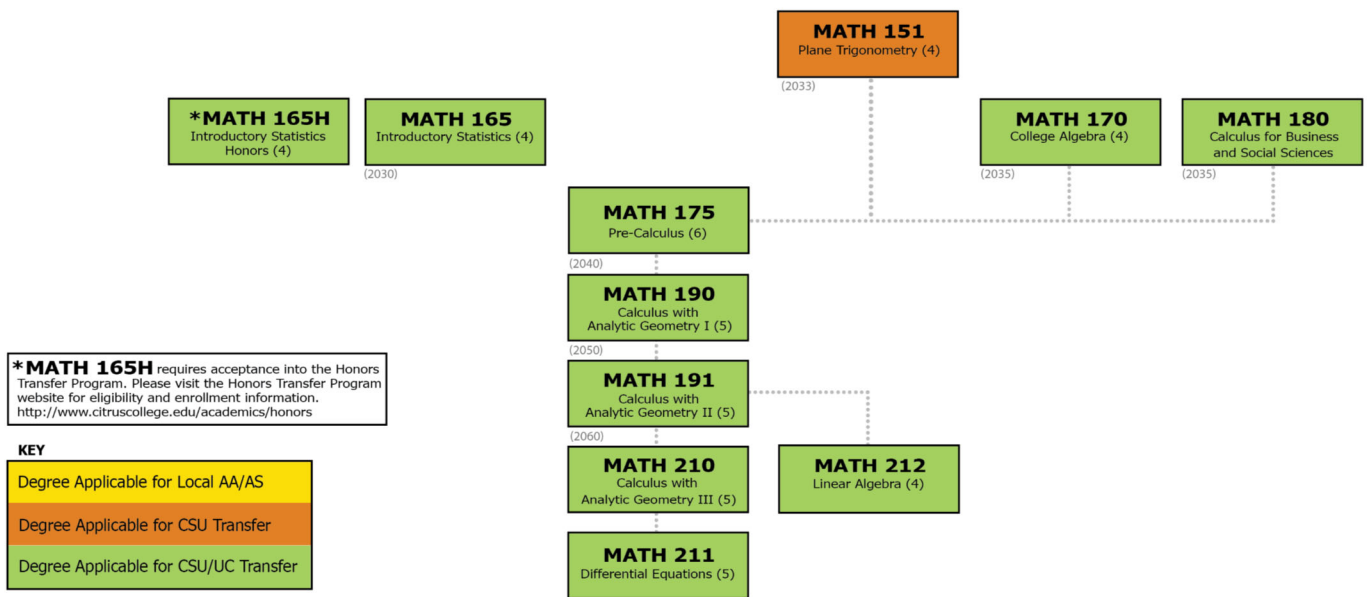 MATH 151
Plane Trigonometry (4)
(2033)
*MATH 165H
Introductory Statistics
Honors (4)
MATH 165
Introductory Statistics (4)
(2030)
MATH 170
College Algebra (4)
(2035)
MATH 180
Calculus for Business
and Social Sciences
(2035)
MATH 175
Pre-Calculus (6)
(2040)
MATH 190
Calculus with
Analytic Geometry I (5)
(2050)
MATH 191
Calculus with
Analytic Geometry II (5)
(2060)
MATH 210
Calculus with
Analytic Geometry III (5)
MATH 212
Linear Algebra (4)
MATH 211
Differential Equations (5)
*MATH 165H requires acceptance into the Honors
Transfer Program. Please visit the Honors Transfer Program
website for eligibility and enrollment information.
http://www.citruscollege.edu/academics/honors
KEY
Degree Applicable for Local AA/AS
Degree Applicable for CSU Transfer
Degree Applicable for CSU/UC Transfer